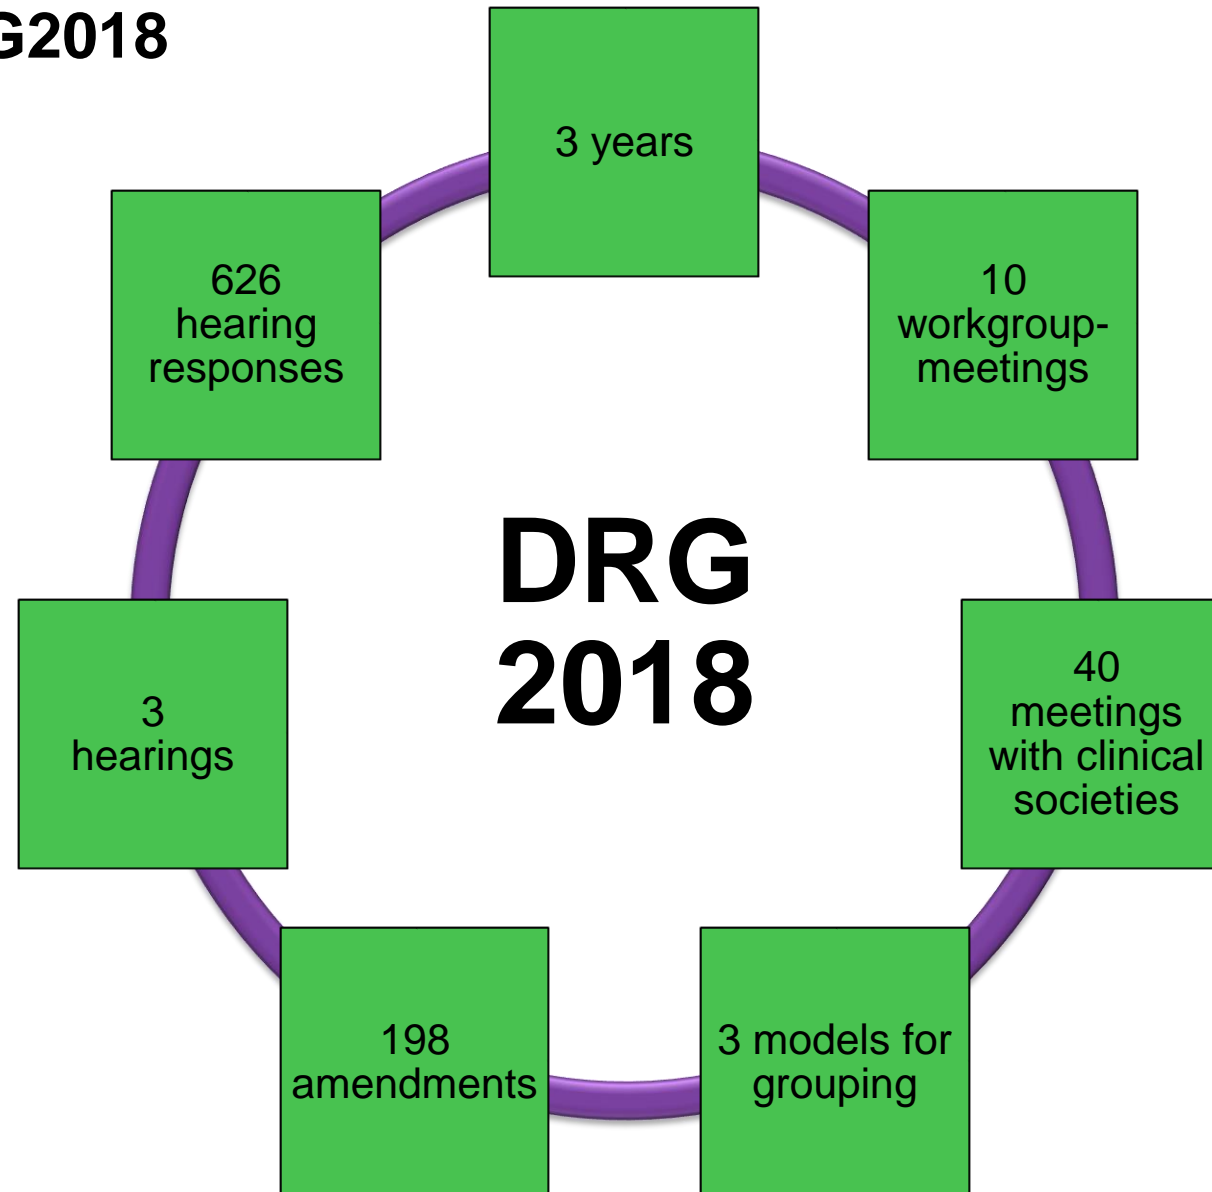 G2018
3 years
10
workgroup-
meetings
40
meetings
with clinical
societies
3 models for
grouping
198
amendments
3
hearings
626
hearing
responses
DRG
2018